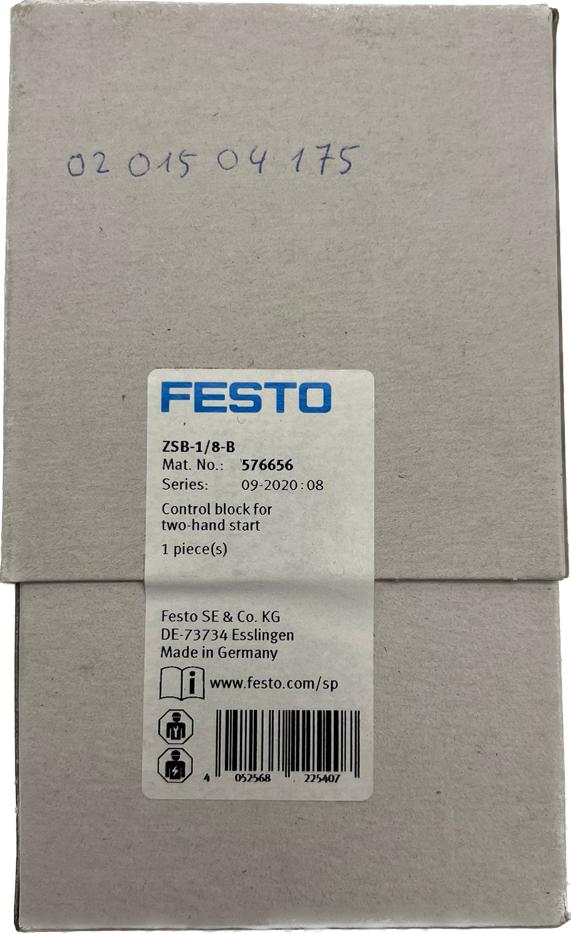 02 015 04 175
FESTO
ZSB-1/8-B
Mat. No.: 576656
Series: 09-2020:08
Control block for
two-hand start
1 piece(s)
Festo SE & Co. KG
DE-73734 Esslingen
Made in Germany
www.festo.com/sp
4 052568 225407